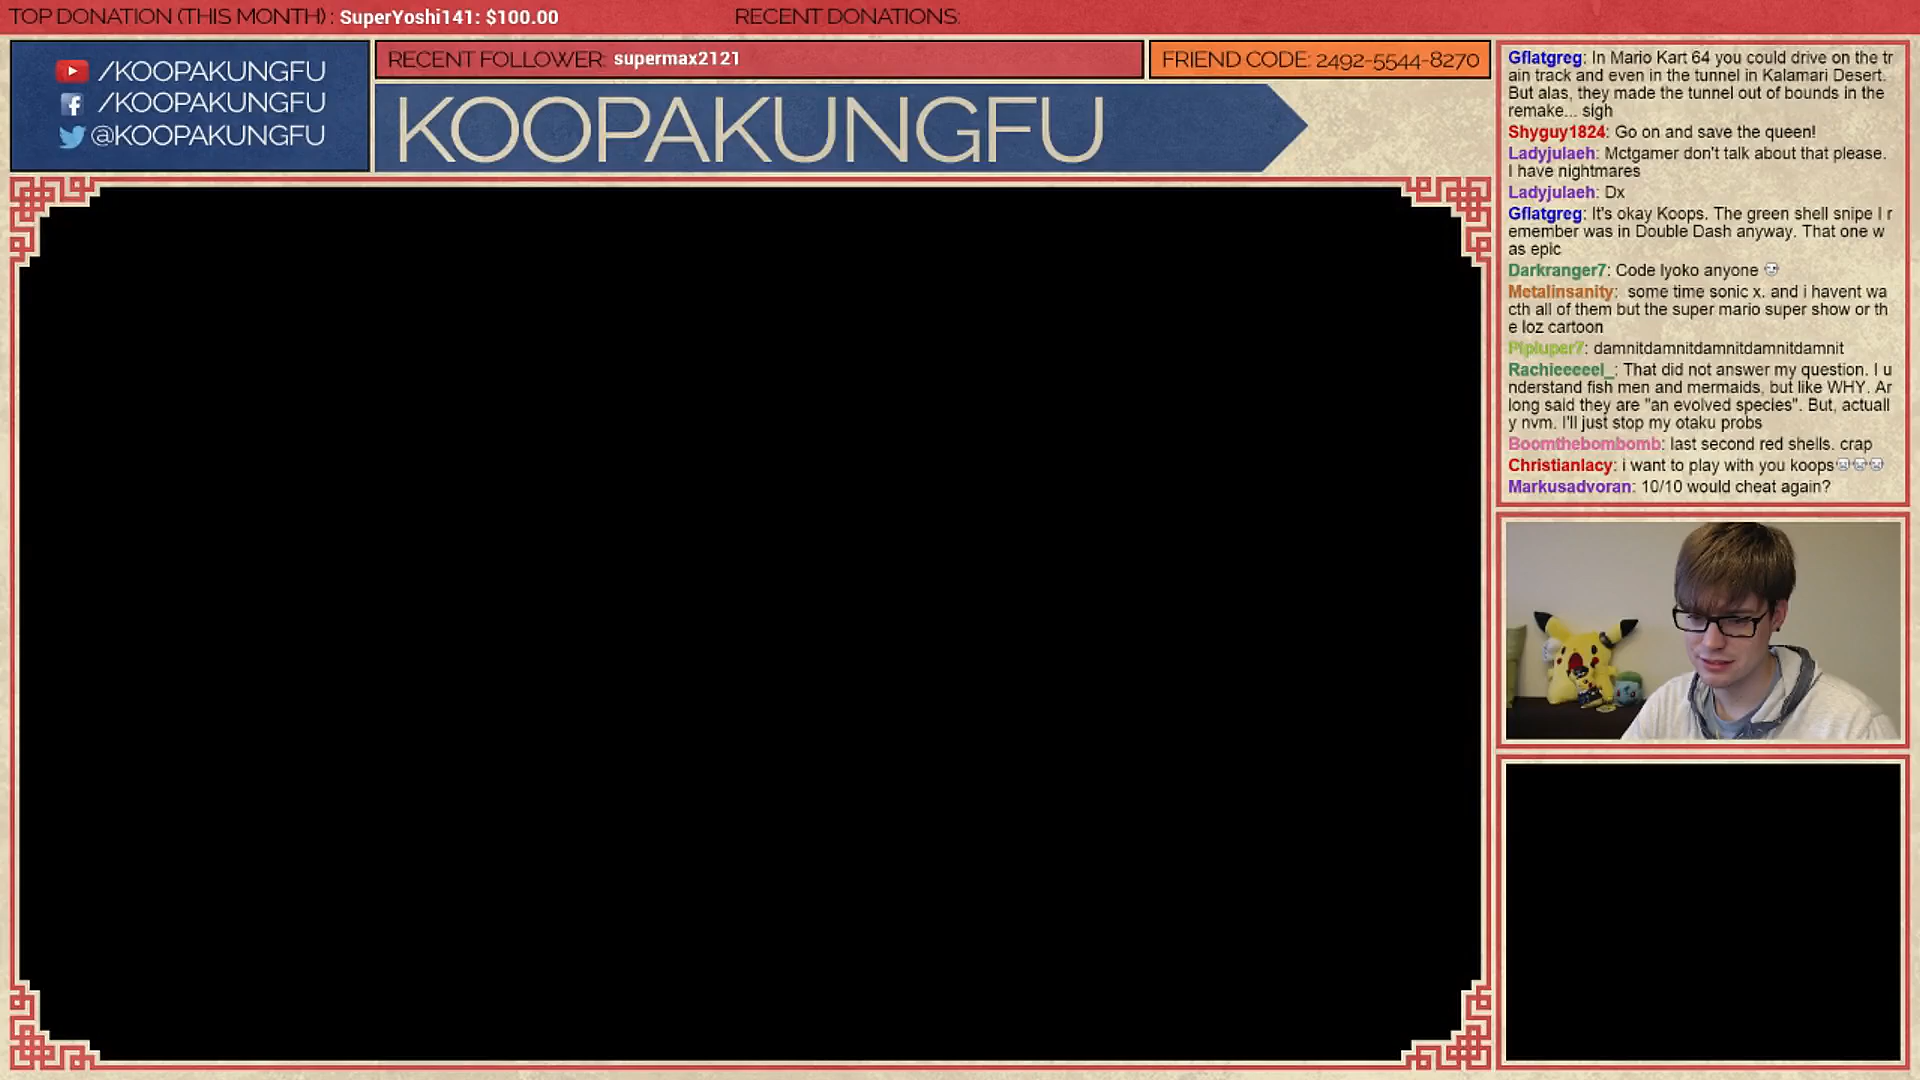 TOP DONATION (THIS MONTH) : SuperYoshi141: $100.00
RECENT DONATIONS:
/KOOPAKUNGFU
/KOOPAKUNGFU
@KOOPAKUNGFU
RECENT FOLLOWER: supermax2121
FRIEND CODE: 2492-5544-8270
KOOPAKUNGFU
Gflatgreg: In Mario Kart 64 you could drive on the tr
ain track and even in the tunnel in Kalamari Desert.
But alas, they made the tunnel out of bounds in the
remake... sigh
Shyguy1824: Go on and save the queen!
Ladyjulaeh: Mctgamer don't talk about that please.
I have nightmares
Ladyjulaeh: Dx
Gflatgreg: It's okay Koops. The green shell snipe I r
emember was in Double Dash anyway. That one w
as epic
Darkranger7: Code lyoko anyone
Metalinsanity: some time sonic x. and i havent wa
cth all of them but the super mario super show or th
e loz cartoon
Pipluper7: damnitdamnitdamnitdamnitdamnit
Rachieeeeel_: That did not answer my question. I u
nderstand fish men and mermaids, but like WHY. Ar
long said they are "an evolved species". But, actuall
y nvm. I'll just stop my otaku probs
Boomthebombomb: last second red shells. crap
Christianlacy: i want to play with you koops
Markusadvoran: 10/10 would cheat again?